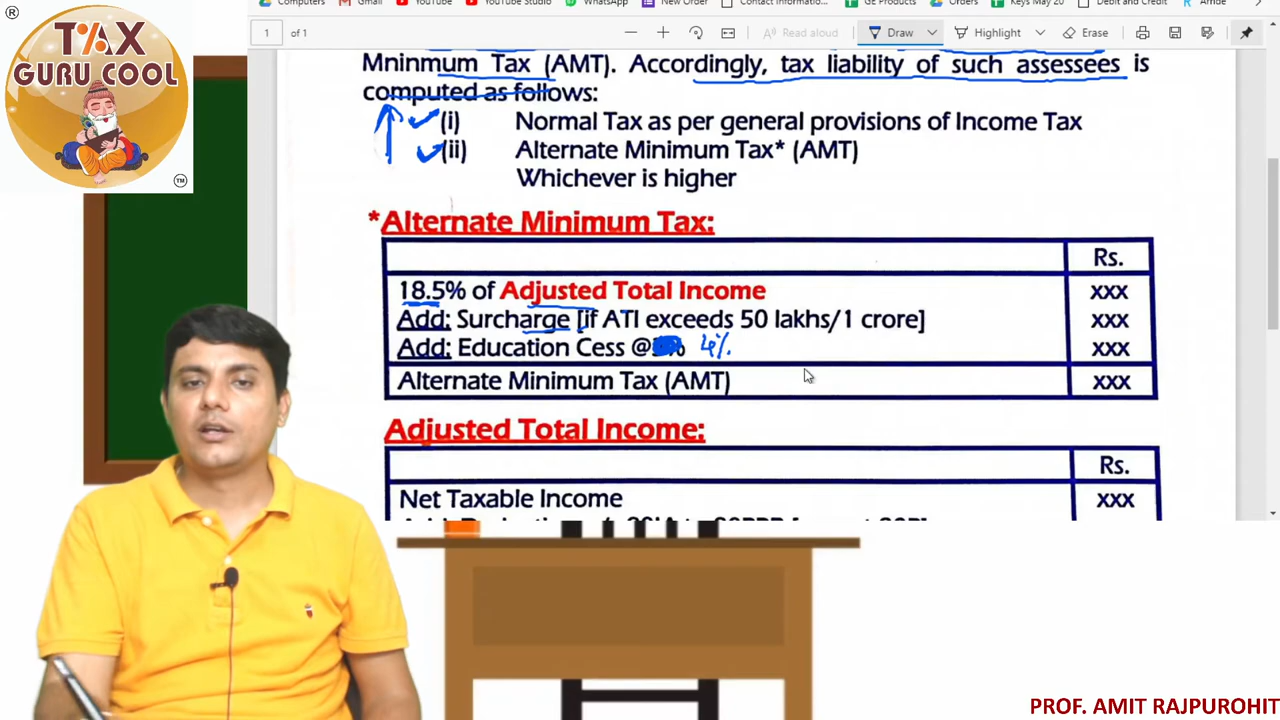 Computers Gmail YouTube YouTube Studio WhatsApp New Order Contact Informatio... GE Products Orders Keys May 20 Debit and Credit
®
TAX
GURU COOL
TM
1 of 1 Read aloud Draw Highlight Erase
Mninmum Tax (AMT). Accordingly, tax liability of such assessees is
computed as follows:
(i) Normal Tax as per general provisions of Income Tax
(ii) Alternate Minimum Tax* (AMT)
Whichever is higher
*Alternate Minimum Tax:
Rs.
18.5% of Adjusted Total Income xxx
Add: Surcharge [if ATI exceeds 50 lakhs/1 crore] xxx
Add: Education Cess @ % 4%. xxx
Alternate Minimum Tax (AMT) xxx
Adjusted Total Income:
Rs.
Net Taxable Income xxx
PROF. AMIT RAJPUROHIT